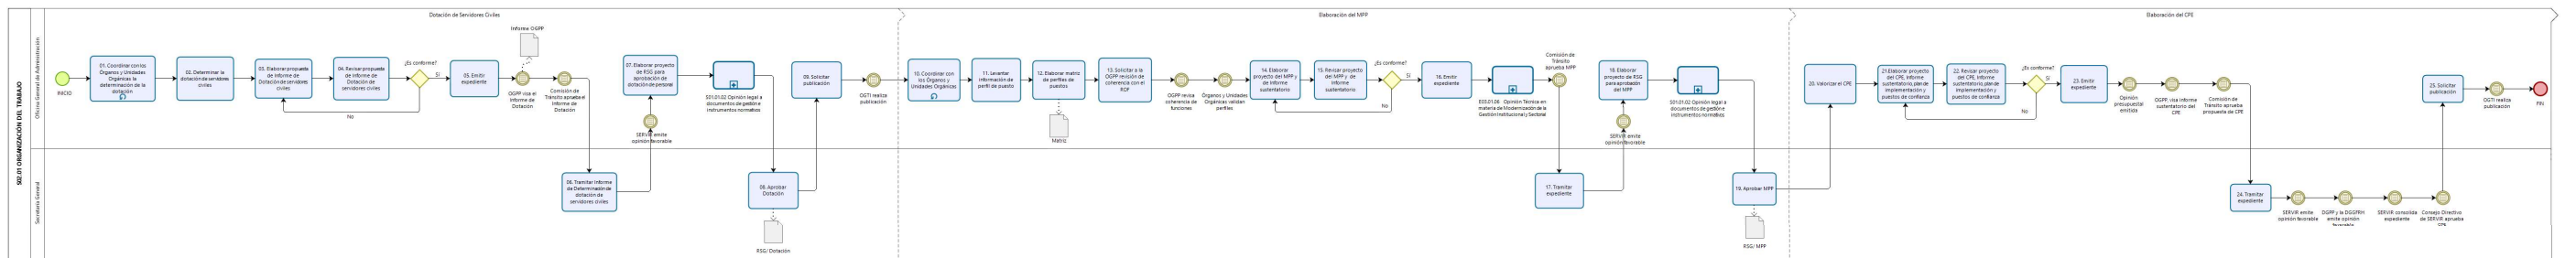 S02.01 ORGANIZACIÓN DEL TRABAJO
Oficina General de Administración
Secretaría General
Dotación de Servidores Civiles
Elaboración del MPP
Elaboración del CPE
INICIO
01. Coordinar con los
Órganos y Unidades
Orgánicas la
determinación de la
dotación
02. Determinar la
dotación de servidores
civiles
03. Elaborar propuesta
de Informe de
Dotación de servidores
civiles
04. Revisar propuesta
de Informe de
Dotación de
servidores civiles
¿Es conforme?
Sí
No
05. Emitir
expediente
Informe OGPP
OGPP visa el
Informe de
Dotación
Comisión de
Tránsito aprueba el
Informe de
Dotación
06. Tramitar Informe
de Determinación de
dotación de
servidores civiles
SERVIR emite
opinión favorable
07. Elaborar proyecto
de RSG para
aprobación de
dotación de personal
S01.01.02 Opinión legal a
documentos de gestión e
instrumentos normativos
08. Aprobar
Dotación
RSG/ Dotación
09. Solicitar
publicación
OGTI realiza
publicación
10. Coordinar con
los Órganos y
Unidades Orgánicas
11. Levantar
información de
perfil de puesto
12. Elaborar matriz
de perfiles de
puestos
Matriz
13. Solicitar a la
OGPP revisión de
coherencia con el
ROF
OGPP revisa
coherencia de
funciones
Órganos y Unidades
Orgánicas validan
perfiles
14. Elaborar
proyecto del MPP y
de Informe
sustentatorio
15. Revisar proyecto
del MPP y de
informe
sustentatorio
¿Es conforme?
Sí
No
16. Emitir
expediente
E03.01.06 Opinión Técnica en
materia de Modernización de la
Gestión Institucional y Sectorial
Comisión de
Tránsito
aprueba MPP
17. Tramitar
expediente
SERVIR emite
opinión favorable
18. Elaborar
proyecto de RSG
para aprobación
del MPP
S01.01.02 Opinión legal a
documentos de gestión e
instrumentos normativos
19. Aprobar MPP
RSG/ MPP
20. Valorizar el CPE
21.Elaborar proyecto
del CPE, Informe
sustentatorio, plan de
implementación y
puestos de confianza
22. Revisar proyecto
del CPE, Informe
sustentatorio, plan de
implementación y
puestos de confianza
¿Es conforme?
Sí
No
23. Emitir
expediente
Opinión
presupuestal
emitida
OGPP, visa informe
sustentatorio del
CPE
Comisión de
Tránsito aprueba
propuesta de CPE
24. Tramitar
expediente
SERVIR emite
opinión favorable
DGPP y la DGGFRH
emite opinión
favorable
SERVIR consolida
expediente
Consejo Directivo
de SERVIR aprueba
CPE
25. Solicitar
publicación
OGTI realiza
publicación
FIN